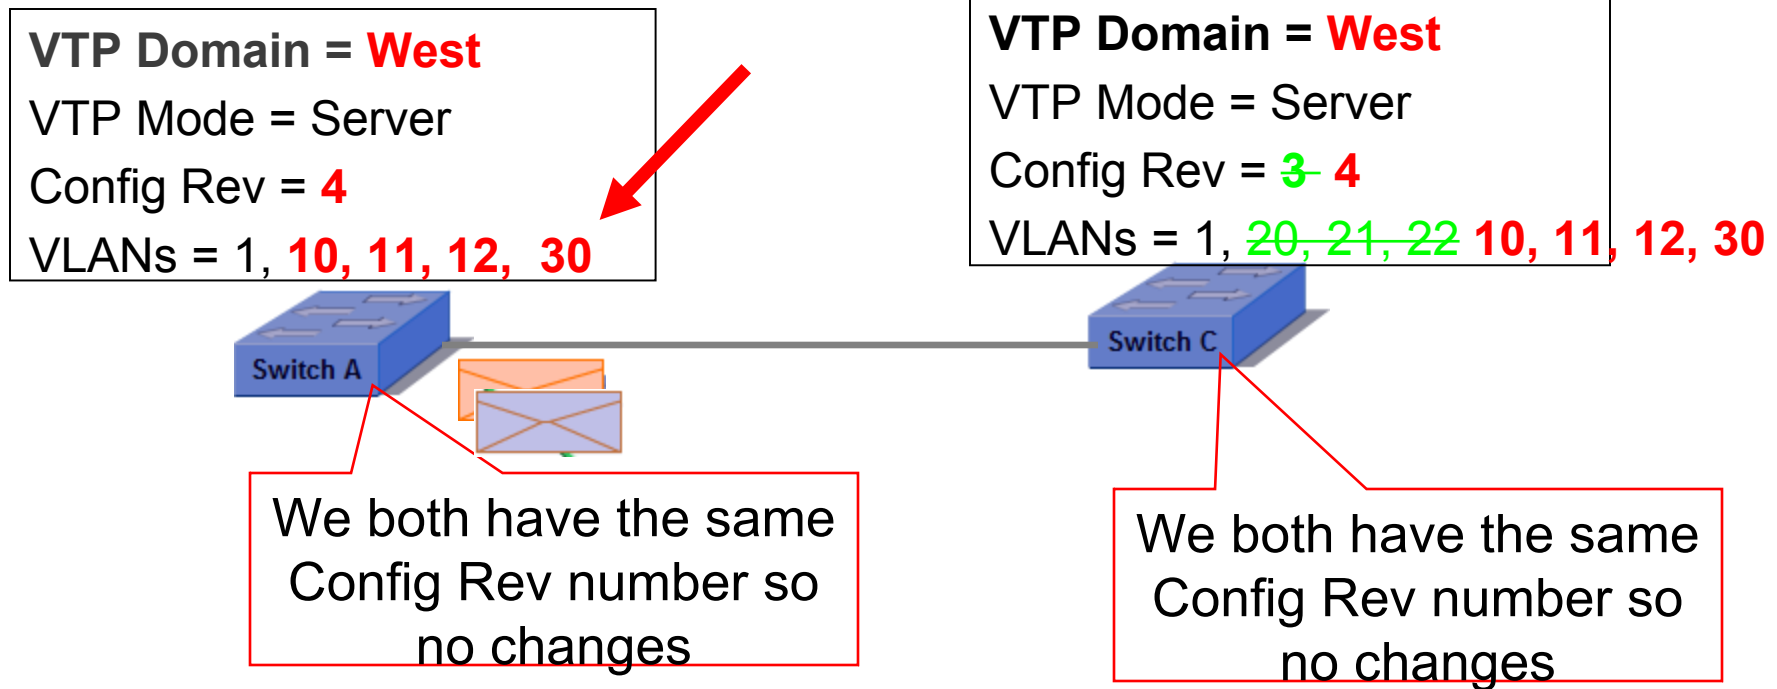 VTP Domain = West
VTP Mode = Server
Config Rev = 4
VLANs = 1, 10, 11, 12, 30
VTP Domain = West
VTP Mode = Server
Config Rev = 3 4
VLANs = 1, 20, 21, 22 10, 11, 12, 30
Switch A
Switch C
We both have the same
Config Rev number so
no changes
We both have the same
Config Rev number so
no changes